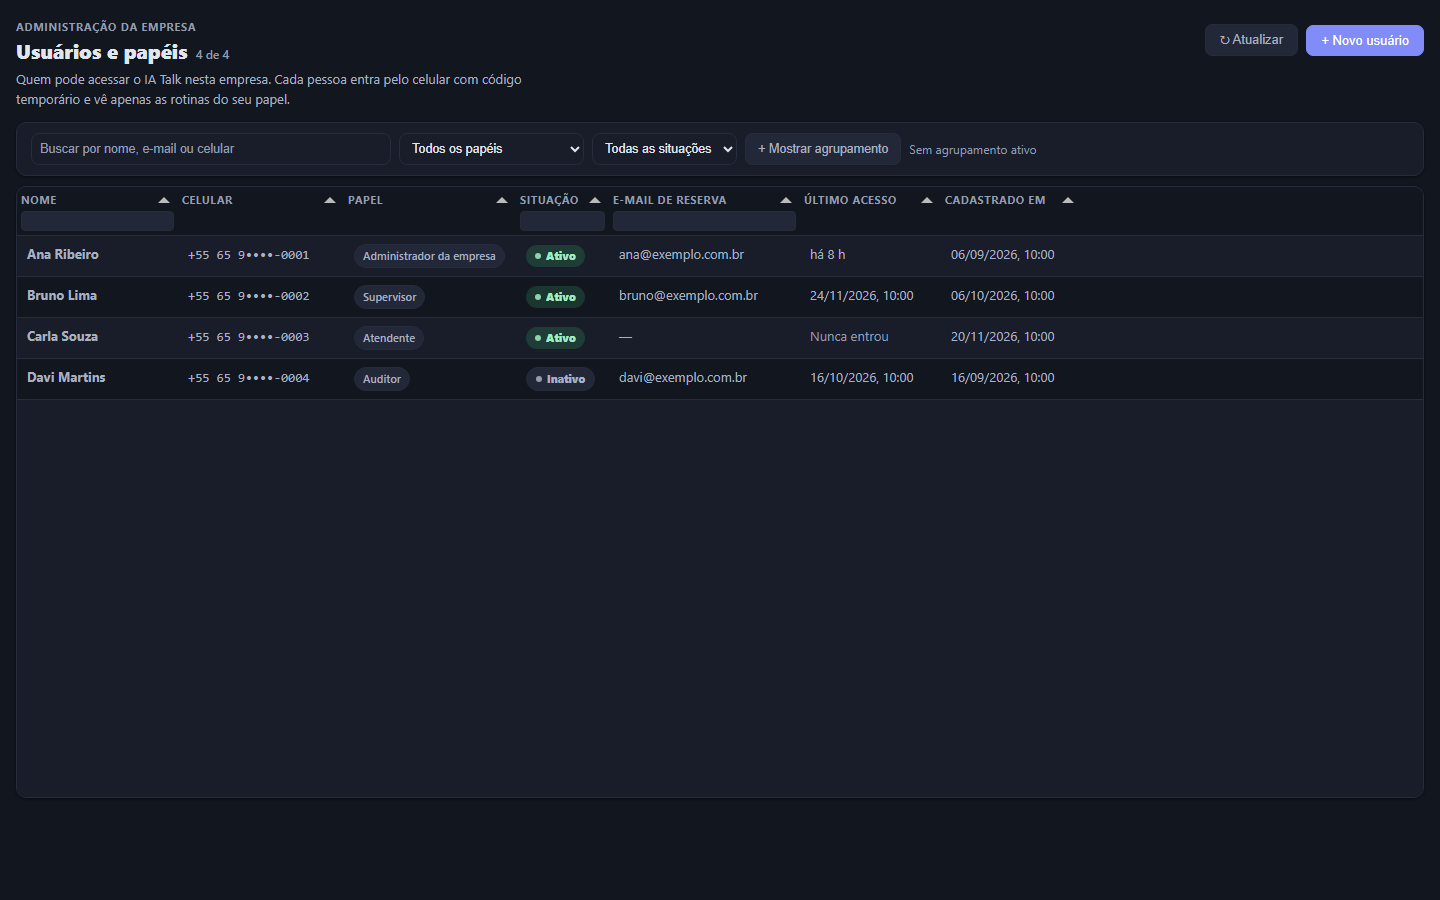 ADMINISTRAÇÃO DA EMPRESA
Usuários e papéis 4 de 4
Quem pode acessar o IA Talk nesta empresa. Cada pessoa entra pelo celular com código
temporário e vê apenas as rotinas do seu papel.
↻ Atualizar
+ Novo usuário
Buscar por nome, e-mail ou celular
Todos os papéis
Todas as situações
+ Mostrar agrupamento
Sem agrupamento ativo
NOME CELULAR PAPEL SITUAÇÃO E-MAIL DE RESERVA ÚLTIMO ACESSO CADASTRADO EM
Ana Ribeiro +55 65 9••••-0001 Administrador da empresa Ativo ana@exemplo.com.br há 8 h 06/09/2026, 10:00
Bruno Lima +55 65 9••••-0002 Supervisor Ativo bruno@exemplo.com.br 24/11/2026, 10:00 06/10/2026, 10:00
Carla Souza +55 65 9••••-0003 Atendente Ativo — Nunca entrou 20/11/2026, 10:00
Davi Martins +55 65 9••••-0004 Auditor Inativo davi@exemplo.com.br 16/10/2026, 10:00 16/09/2026, 10:00